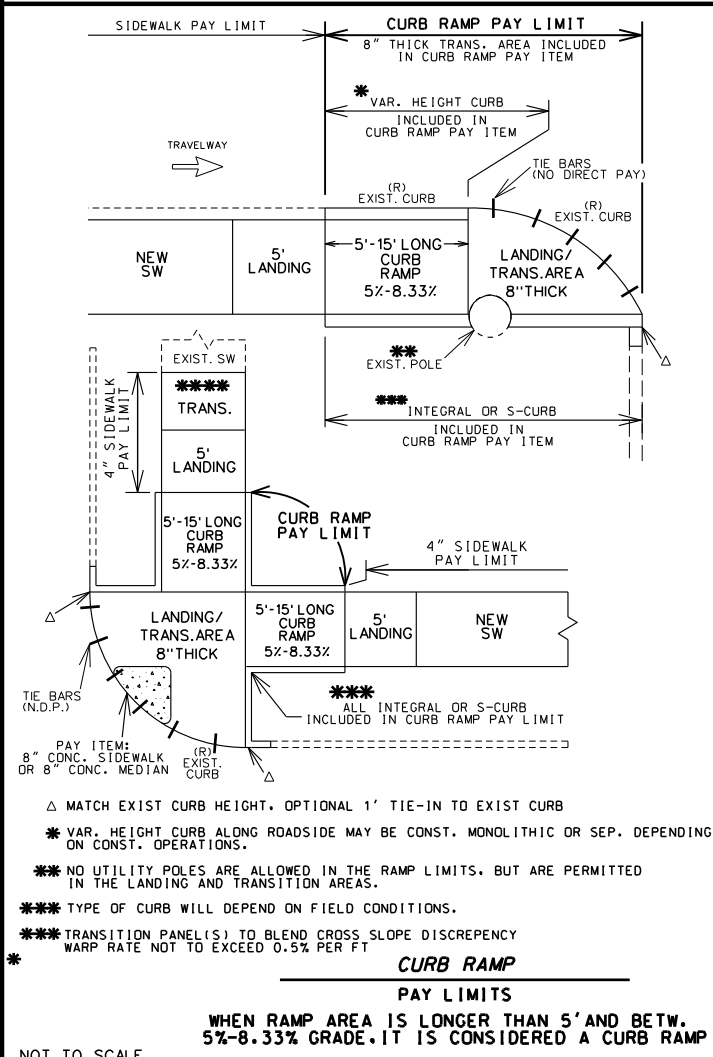 SIDEWALK PAY LIMIT
CURB RAMP PAY LIMIT
8" THICK TRANS. AREA INCLUDED
IN CURB RAMP PAY ITEM
*
VAR. HEIGHT CURB
INCLUDED IN
CURB RAMP PAY ITEM
TRAVELWAY
TIE BARS
(NO DIRECT PAY)
(R)
EXIST. CURB
(R)
EXIST. CURB
NEW
SW
5'
LANDING
5'-15' LONG
CURB
RAMP
5%-8.33%
LANDING/
TRANS.AREA
8''THICK
**
EXIST. POLE
△
***
INTEGRAL OR S-CURB
INCLUDED IN
CURB RAMP PAY ITEM
EXIST. SW
****
TRANS.
4" SIDEWALK
PAY LIMIT
5'
LANDING
5'-15' LONG
CURB
RAMP
5%-8.33%
CURB RAMP
PAY LIMIT
4" SIDEWALK
PAY LIMIT
△
LANDING/
TRANS.AREA
8''THICK
5'-15' LONG
CURB
RAMP
5%-8.33%
5'
LANDING
NEW
SW
TIE BARS
(N.D.P.)
***
ALL INTEGRAL OR S-CURB
INCLUDED IN CURB RAMP PAY LIMIT
PAY ITEM:
8" CONC. SIDEWALK
OR 8" CONC. MEDIAN
(R)
EXIST.
CURB
△
△ MATCH EXIST CURB HEIGHT. OPTIONAL 1' TIE-IN TO EXIST CURB
* VAR. HEIGHT CURB ALONG ROADSIDE MAY BE CONST. MONOLITHIC OR SEP. DEPENDING
ON CONST. OPERATIONS.
** NO UTILITY POLES ARE ALLOWED IN THE RAMP LIMITS. BUT ARE PERMITTED
IN THE LANDING AND TRANSITION AREAS.
*** TYPE OF CURB WILL DEPEND ON FIELD CONDITIONS.
*** TRANSITION PANEL(S) TO BLEND CROSS SLOPE DISCREPENCY
WARP RATE NOT TO EXCEED 0.5% PER FT
*
CURB RAMP
PAY LIMITS
WHEN RAMP AREA IS LONGER THAN 5' AND BETW.
5%-8.33% GRADE.IT IS CONSIDERED A CURB RAMP
NOT TO SCALE